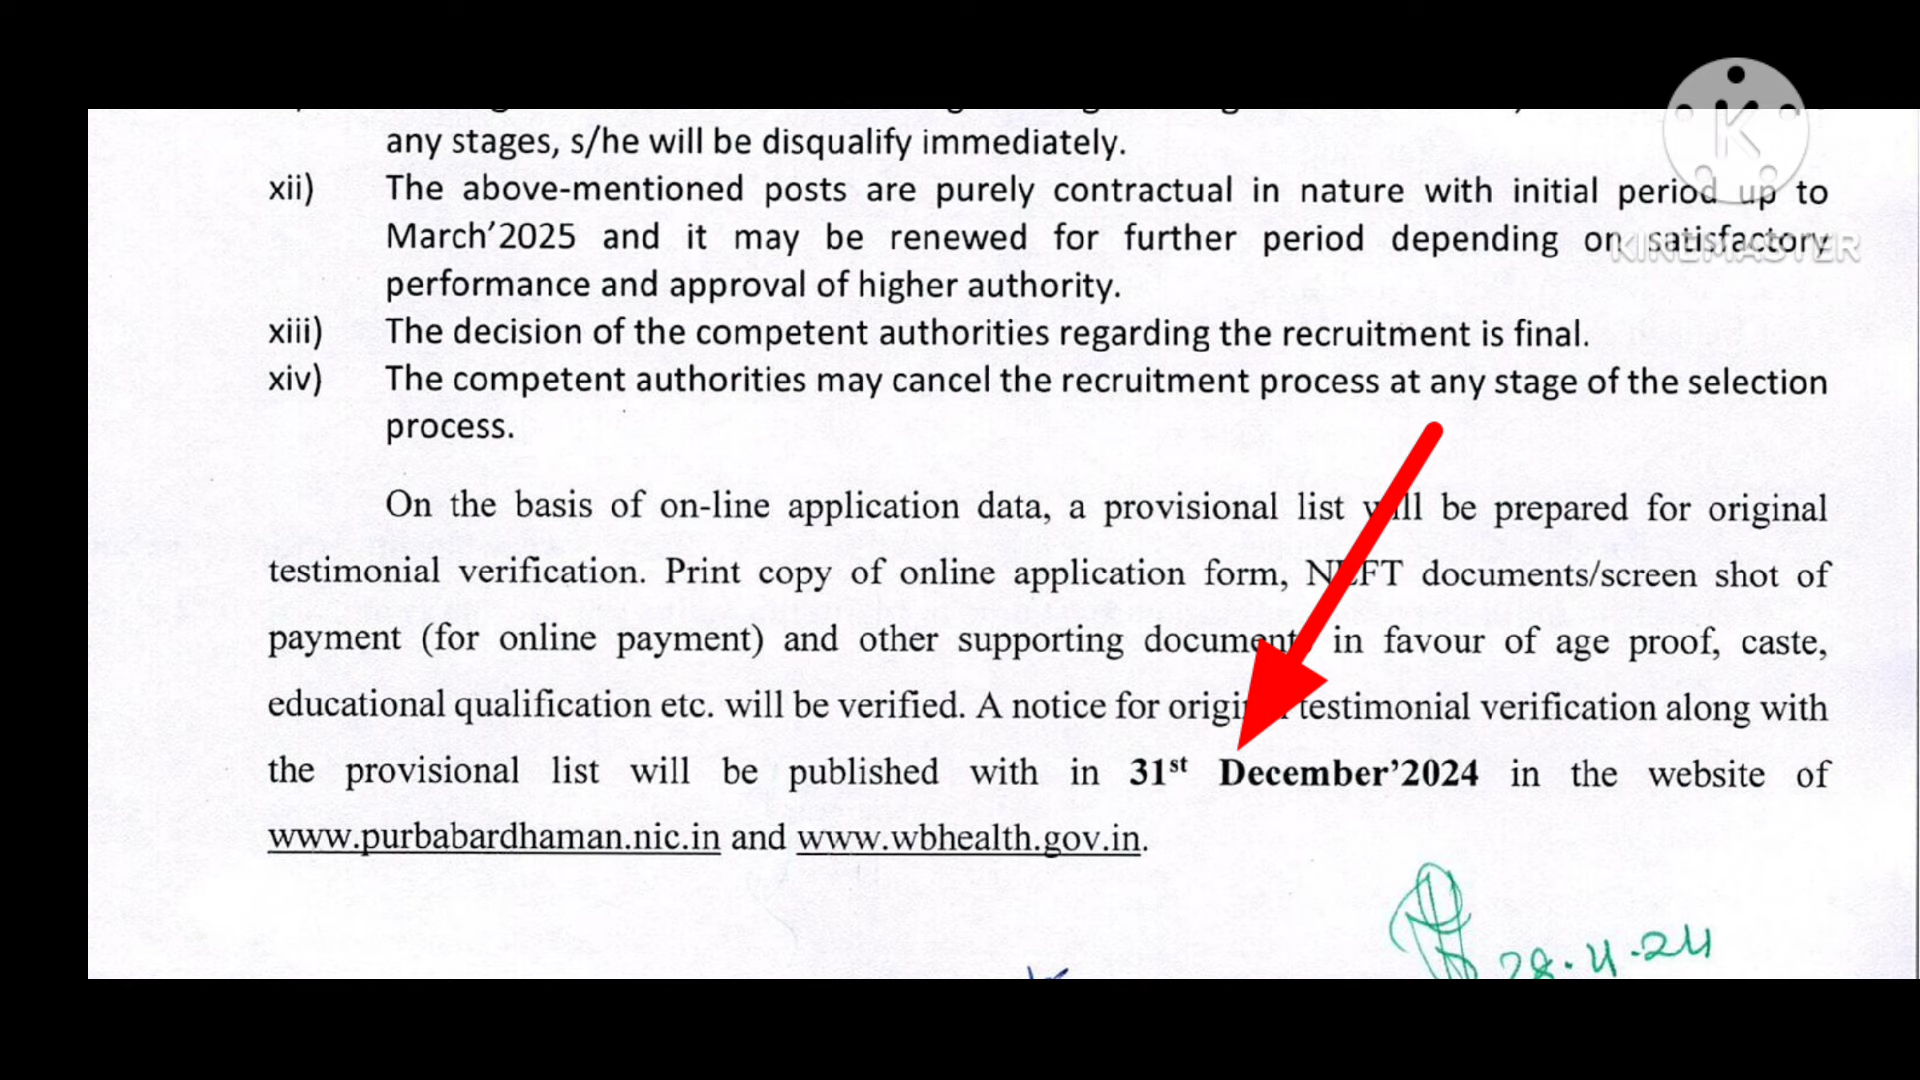 any stages, s/he will be disqualify immediately.
xii) The above-mentioned posts are purely contractual in nature with initial period up to
March’2025 and it may be renewed for further period depending on satisfactory
performance and approval of higher authority.
xiii) The decision of the competent authorities regarding the recruitment is final.
xiv) The competent authorities may cancel the recruitment process at any stage of the selection
process.
On the basis of on-line application data, a provisional list will be prepared for original
testimonial verification. Print copy of online application form, NEFT documents/screen shot of
payment (for online payment) and other supporting documents in favour of age proof, caste,
educational qualification etc. will be verified. A notice for original testimonial verification along with
the provisional list will be published with in 31st December’2024 in the website of
www.purbabardhaman.nic.in and www.wbhealth.gov.in.
K
KINEMASTER